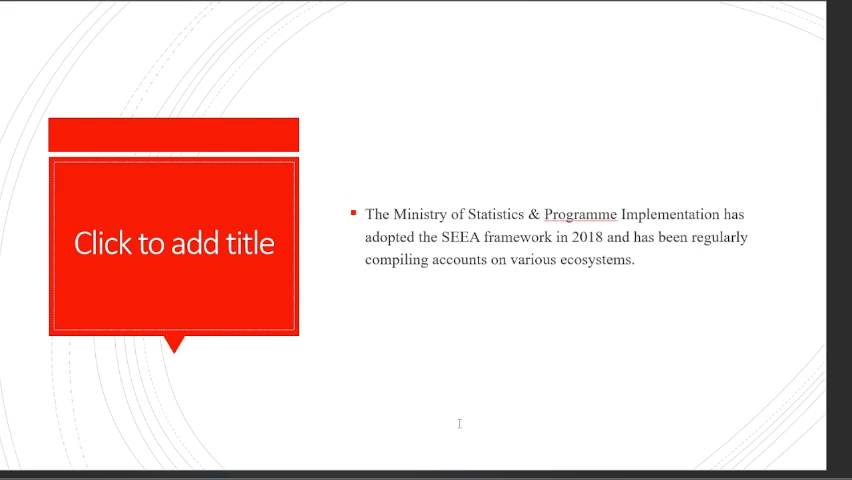 Click to add title
The Ministry of Statistics & Programme Implementation has
adopted the SEEA framework in 2018 and has been regularly
compiling accounts on various ecosystems.